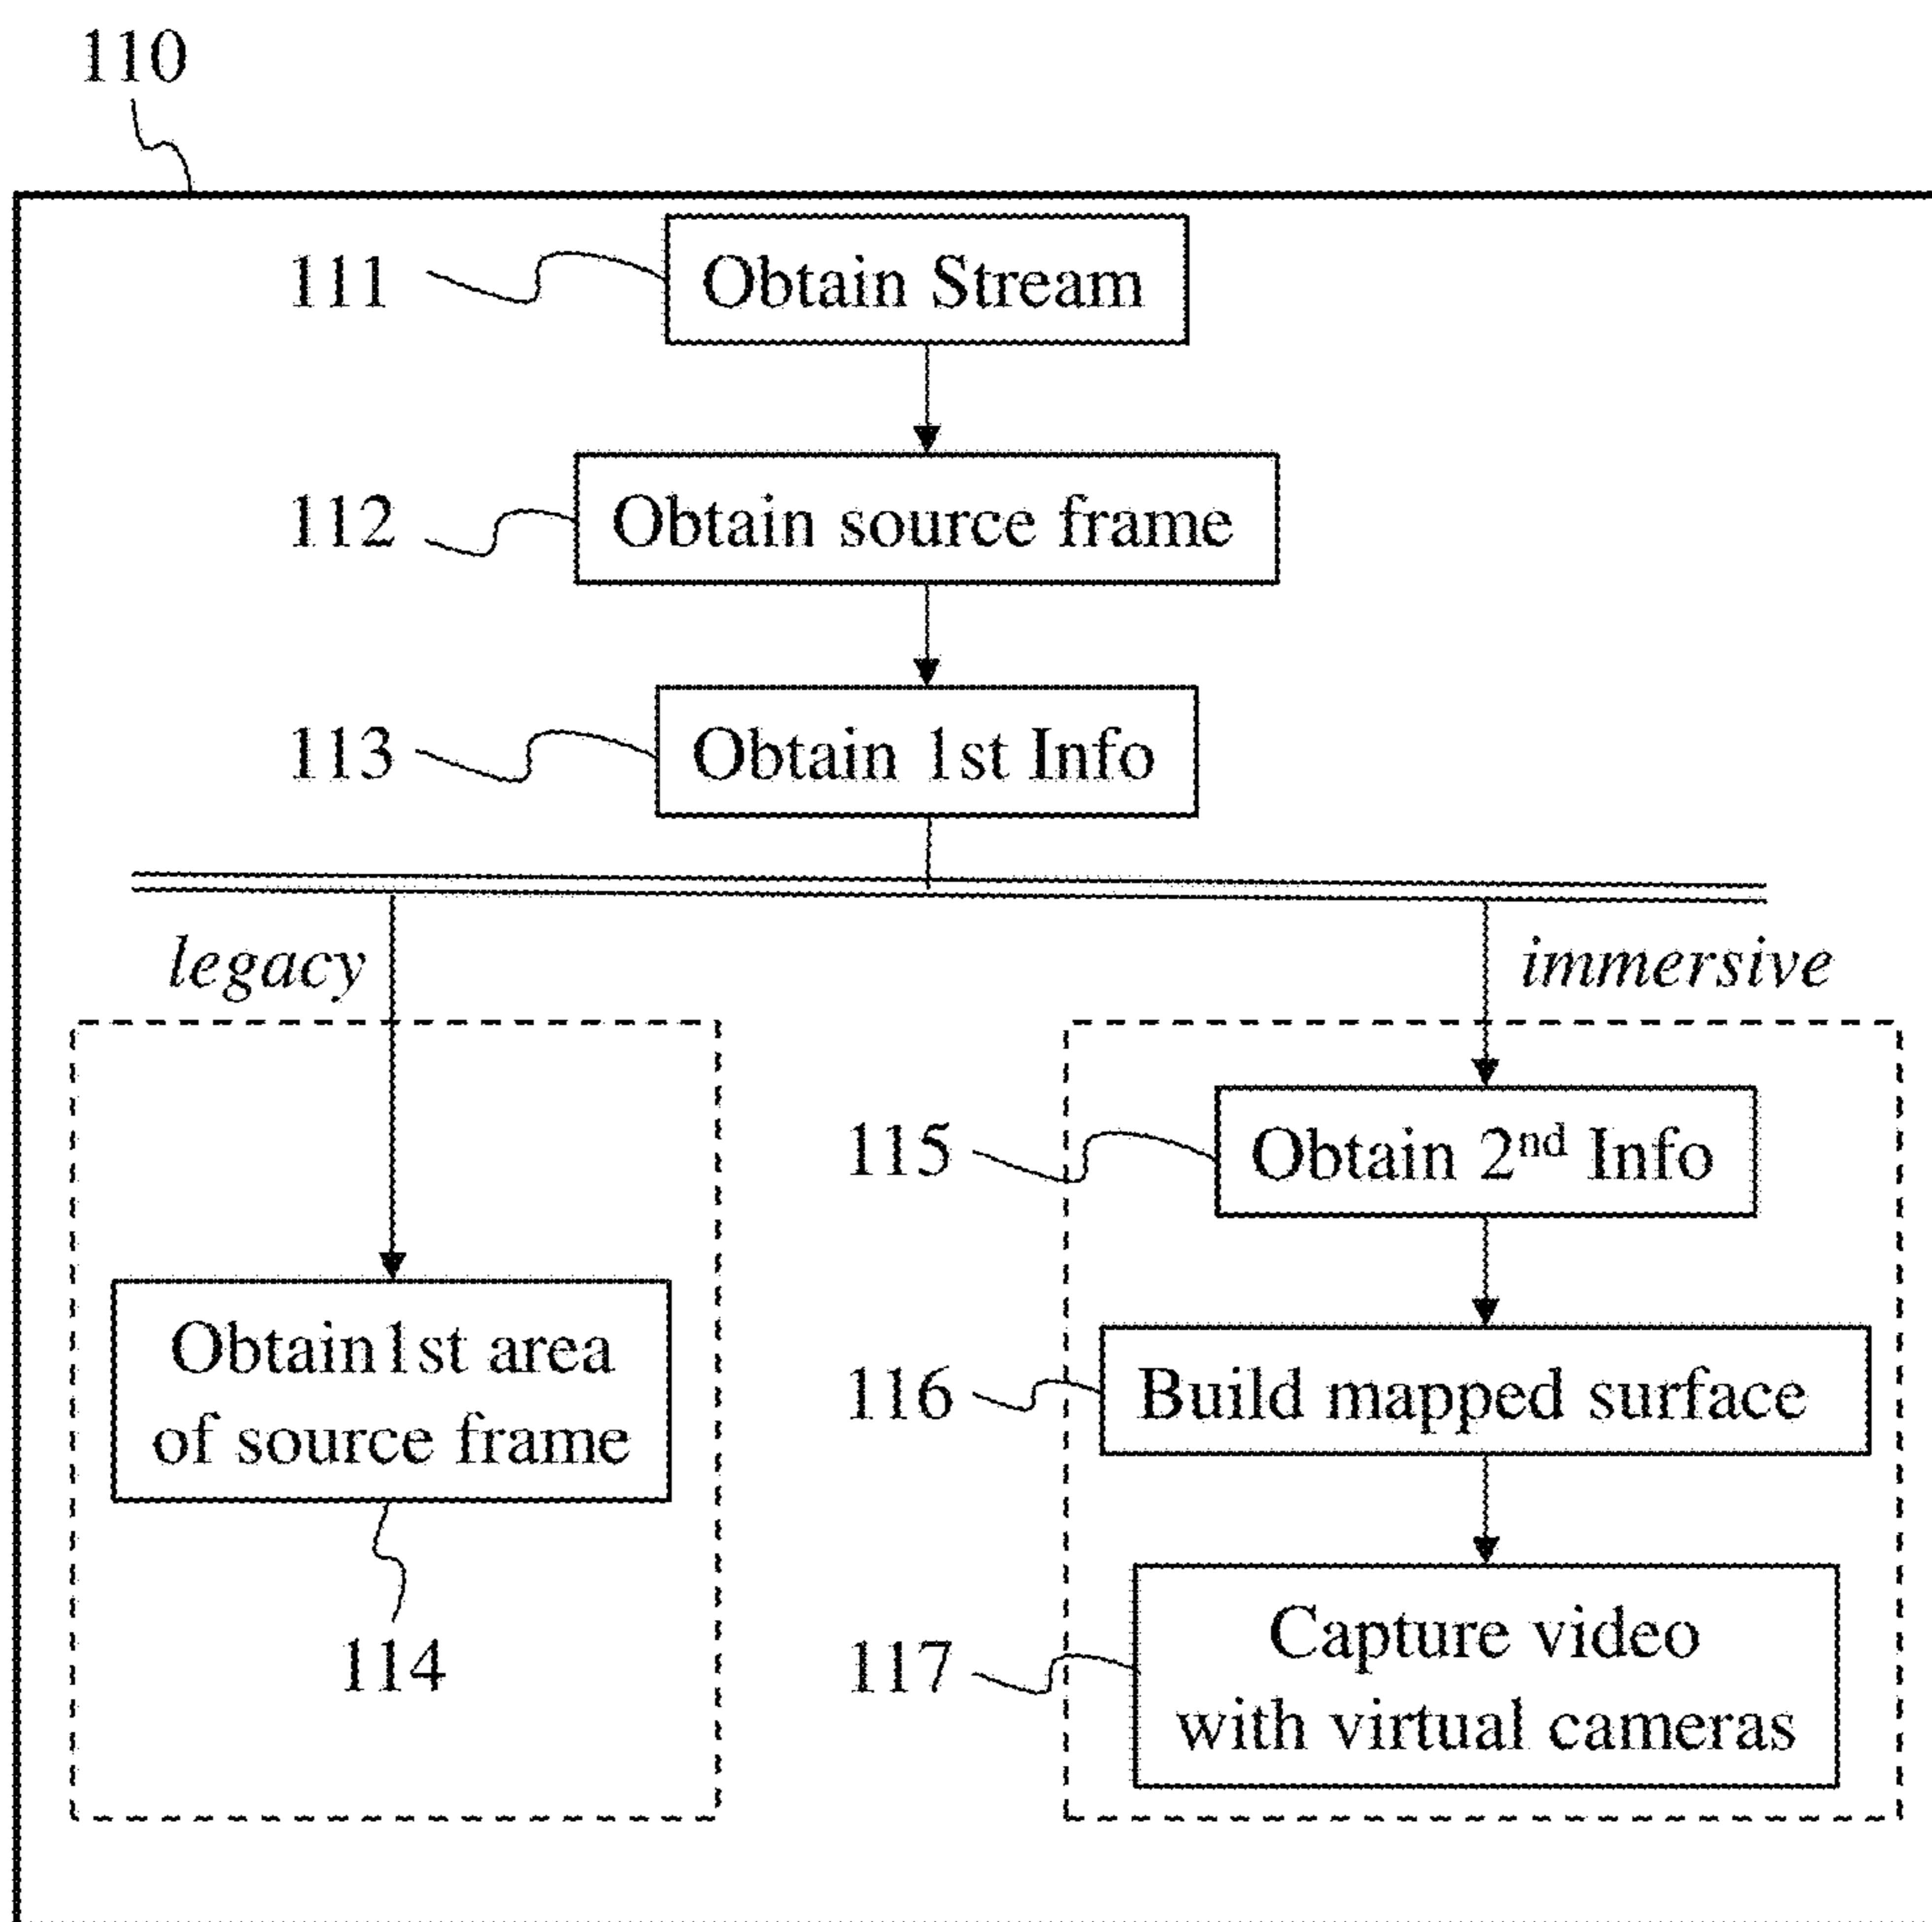 110
111
Obtain Stream
112
Obtain source frame
113
Obtain 1st Info
legacy
immersive
115
Obtain 2nd Info
Obtain1st area
of source frame
116
Build mapped surface
114
117
Capture video
with virtual cameras